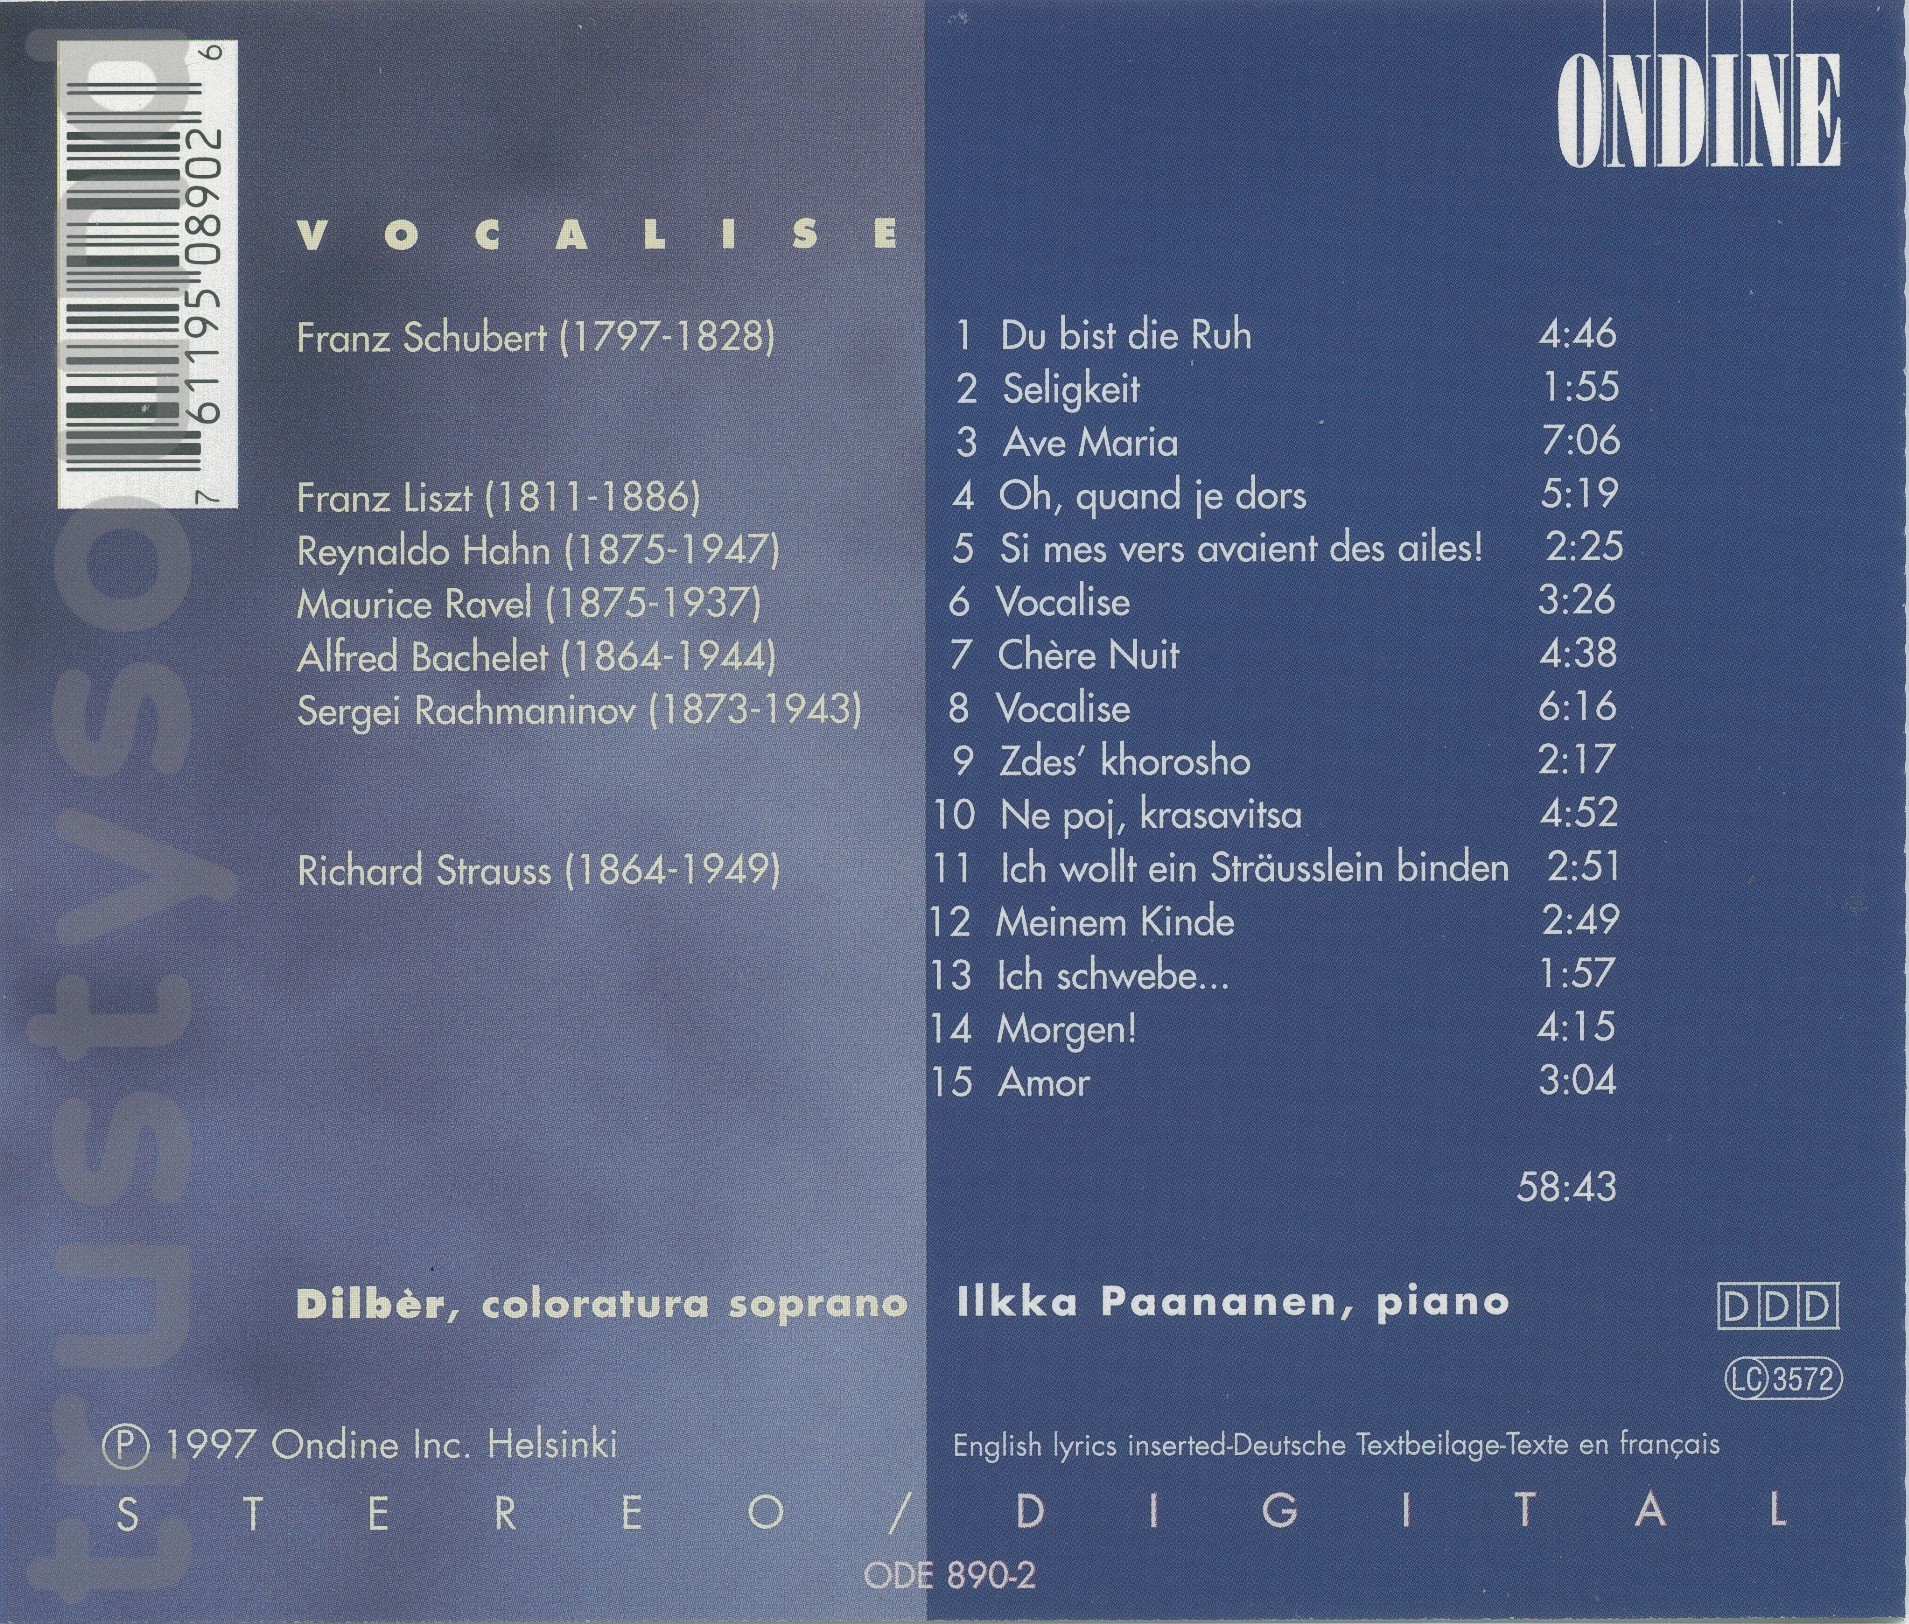 ONDINE
7 61195 08902 6
VOCALISE
Franz Schubert (1797-1828) 1 Du bist die Ruh 4:46
2 Seligkeit 1:55
3 Ave Maria 7:06
Franz Liszt (1811-1886) 4 Oh, quand je dors 5:19
Reynaldo Hahn (1875-1947) 5 Si mes vers avaient des ailes! 2:25
Maurice Ravel (1875-1937) 6 Vocalise 3:26
Alfred Bachelet (1864-1944) 7 Chère Nuit 4:38
Sergei Rachmaninov (1873-1943) 8 Vocalise 6:16
9 Zdes’ khorosho 2:17
10 Ne poj, krasavitsa 4:52
Richard Strauss (1864-1949) 11 Ich wollt ein Sträusslein binden 2:51
12 Meinem Kinde 2:49
13 Ich schwebe... 1:57
14 Morgen! 4:15
15 Amor 3:04
58:43
Dilbèr, coloratura soprano Ilkka Paananen, piano
DDD
LC 3572
Ⓟ 1997 Ondine Inc. Helsinki
English lyrics inserted-Deutsche Textbeilage-Texte en français
STEREO/DIGITAL
ODE 890-2
trustysound